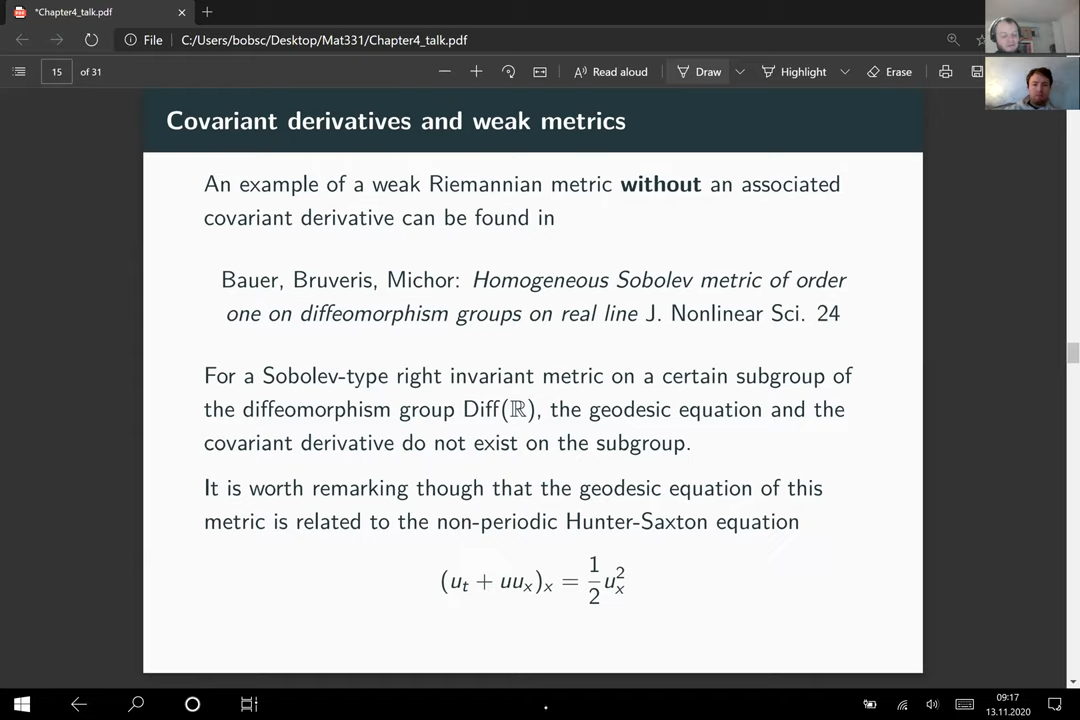 *Chapter4_talk.pdf
File
C:/Users/bobsc/Desktop/Mat331/Chapter4_talk.pdf
15
of 31
Read aloud
Draw
Highlight
Erase
Covariant derivatives and weak metrics
An example of a weak Riemannian metric without an associated
covariant derivative can be found in
Bauer, Bruveris, Michor: Homogeneous Sobolev metric of order
one on diffeomorphism groups on real line J. Nonlinear Sci. 24
For a Sobolev-type right invariant metric on a certain subgroup of
the diffeomorphism group Diff(ℝ), the geodesic equation and the
covariant derivative do not exist on the subgroup.
It is worth remarking though that the geodesic equation of this
metric is related to the non-periodic Hunter-Saxton equation
(u_t + uu_x)_x = 1/2 u_x^2
09:17
13.11.2020